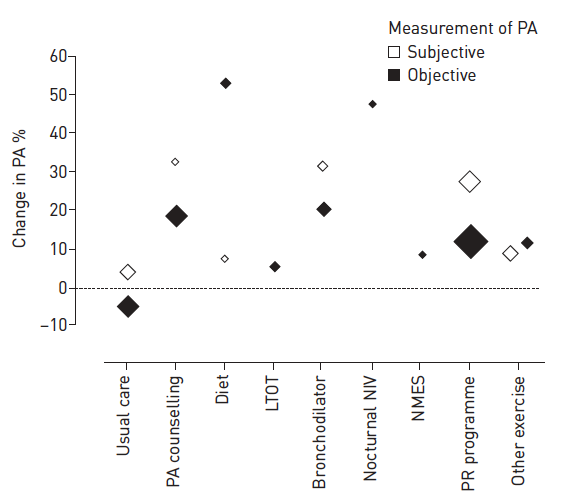 Measurement of PA
Subjective
Objective
Change in PA %
60
50
40
30
20
10
0
–10
Usual care
PA counselling
Diet
LTOT
Bronchodilator
Nocturnal NIV
NMES
PR programme
Other exercise